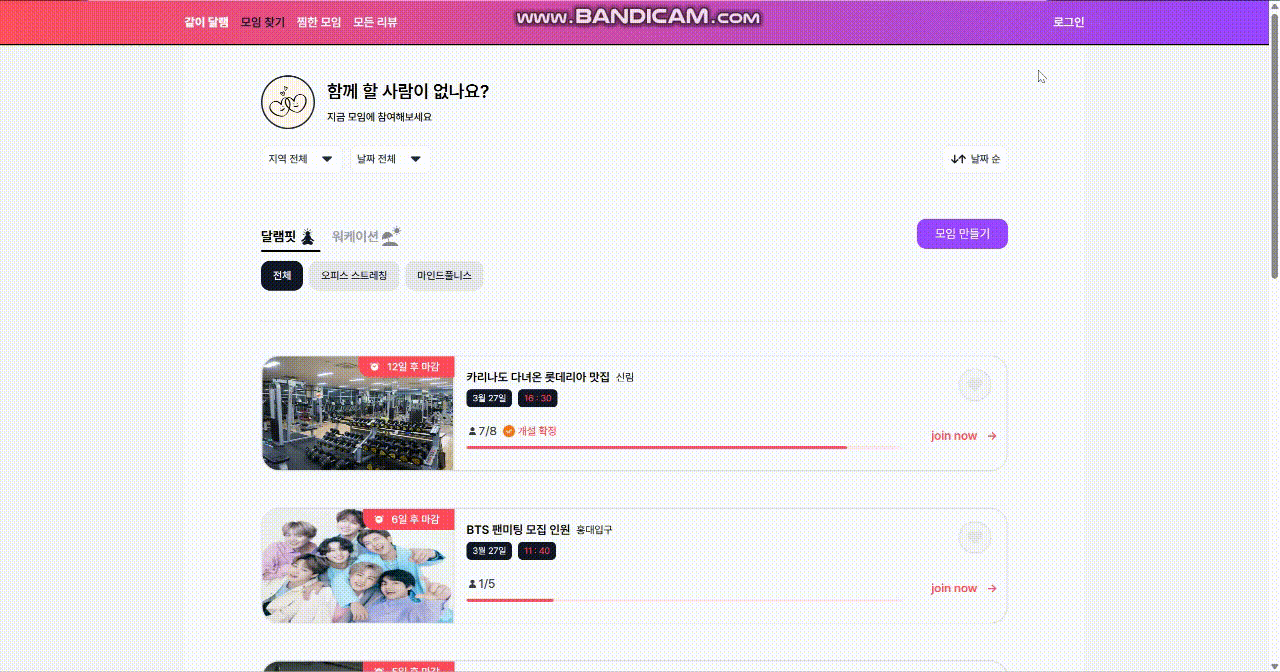 www.BANDICAM.com
같이 달램 모임 찾기 찜한 모임 모든 리뷰 로그인
함께 할 사람이 없나요?
지금 모임에 참여해보세요
지역 전체 날짜 전체 날짜 순
달램핏 워케이션 모임 만들기
전체 오피스 스트레칭 마인드풀니스
12일 후 마감
카리나도 다녀온 롯데리아 맛집 신림
3월 27일 16 : 30
7/8 개설 확정
join now
6일 후 마감
BTS 팬미팅 모집 인원 홍대입구
3월 27일 11 : 40
1/5
join now
5일 후 마감